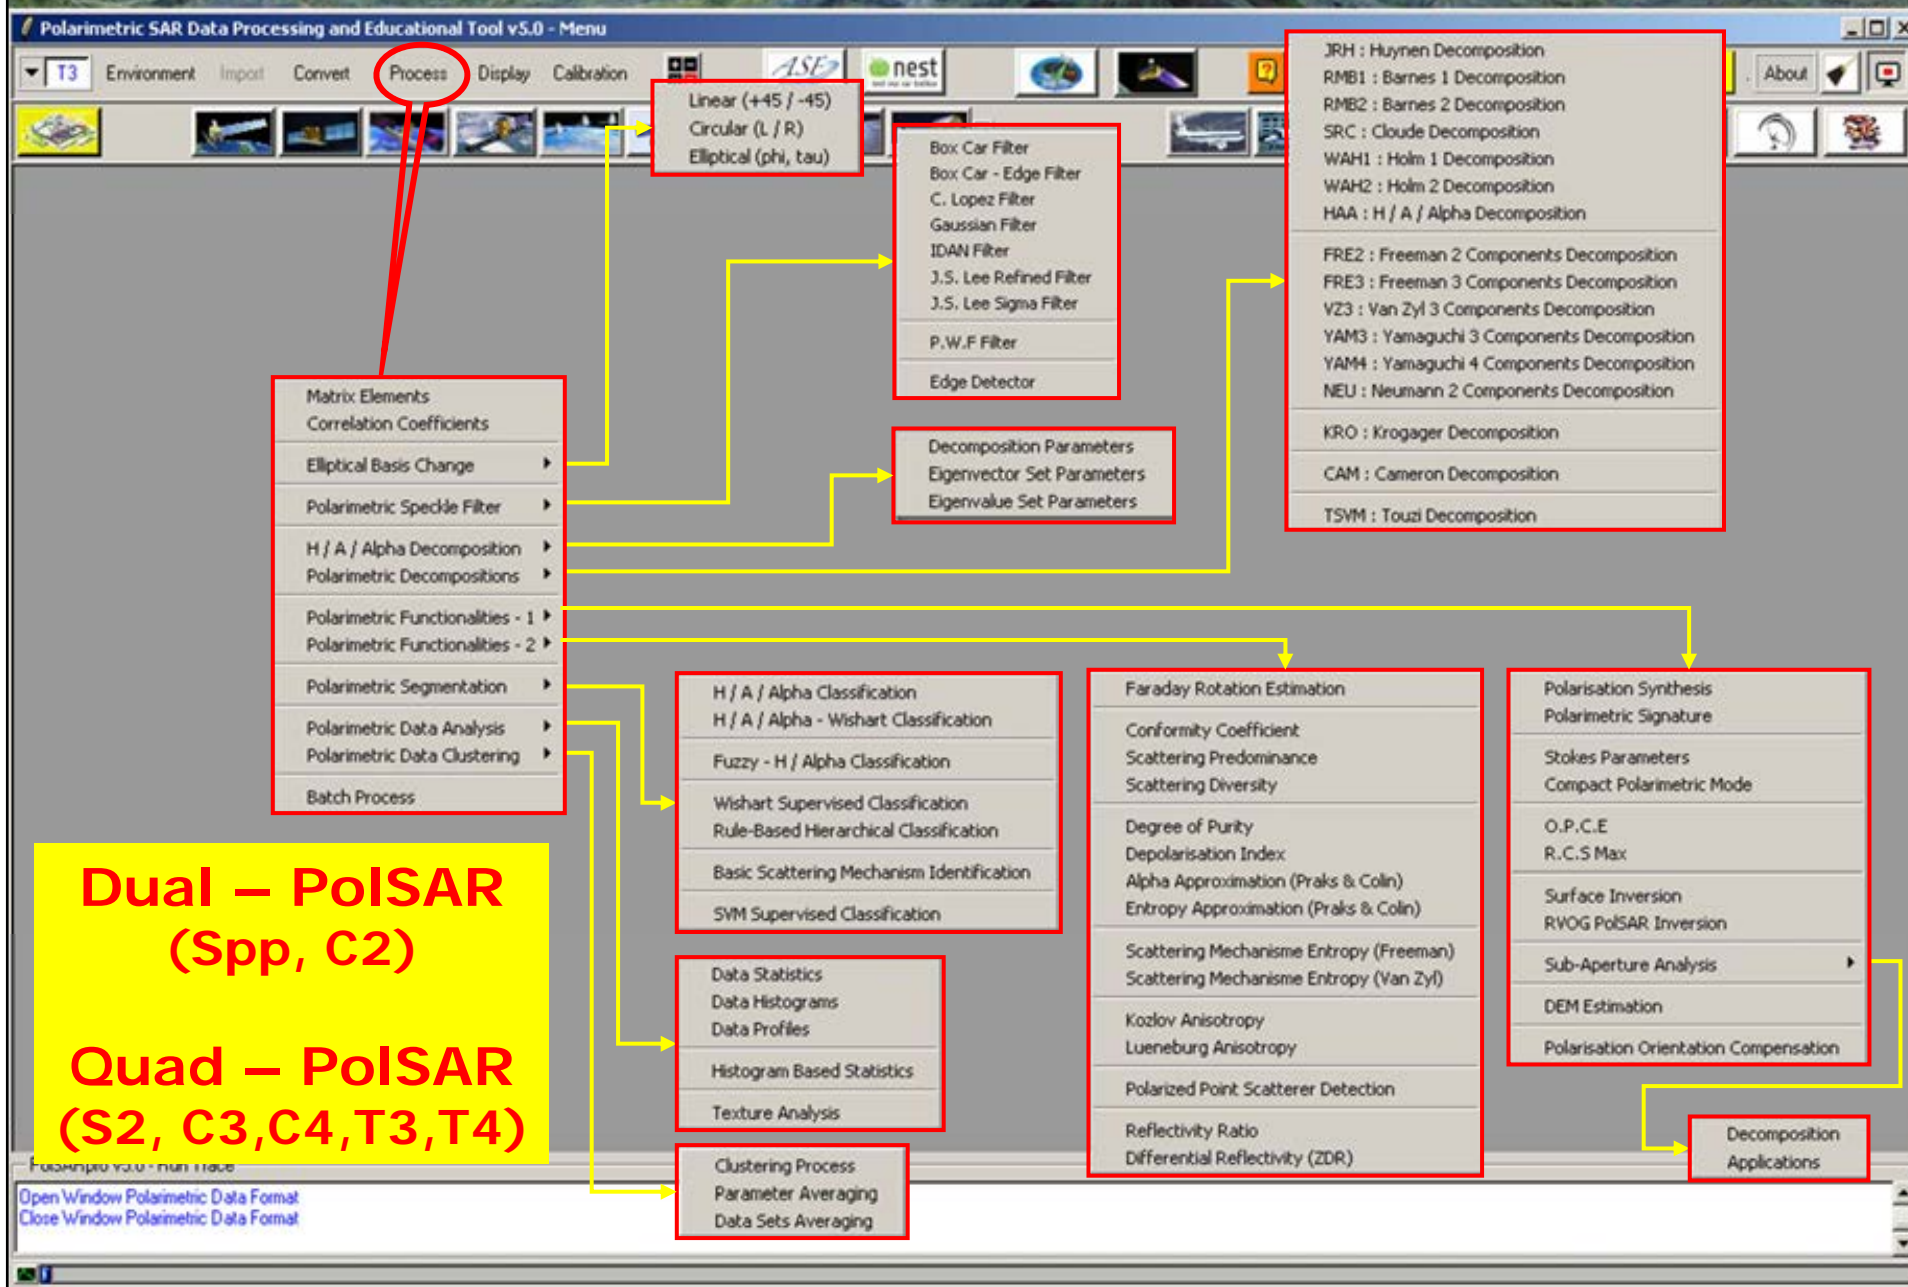 Polarimetric SAR Data Processing and Educational Tool v5.0 - Menu
T3 Environment Import Convert Process Display Calibration
ASF
nest
About
Linear (+45 / -45)
Circular (L / R)
Elliptical (phi, tau)
Box Car Filter
Box Car - Edge Filter
C. Lopez Filter
Gaussian Filter
IDAN Filter
J.S. Lee Refined Filter
J.S. Lee Sigma Filter
P.W.F Filter
Edge Detector
JRH : Huynen Decomposition
RMB1 : Barnes 1 Decomposition
RMB2 : Barnes 2 Decomposition
SRC : Cloude Decomposition
WAH1 : Holm 1 Decomposition
WAH2 : Holm 2 Decomposition
HAA : H / A / Alpha Decomposition
FRE2 : Freeman 2 Components Decomposition
FRE3 : Freeman 3 Components Decomposition
VZ3 : Van Zyl 3 Components Decomposition
YAM3 : Yamaguchi 3 Components Decomposition
YAM4 : Yamaguchi 4 Components Decomposition
NEU : Neumann 2 Components Decomposition
KRO : Krogager Decomposition
CAM : Cameron Decomposition
TSVM : Touzi Decomposition
Matrix Elements
Correlation Coefficients
Elliptical Basis Change
Polarimetric Speckle Filter
H / A / Alpha Decomposition
Polarimetric Decompositions
Polarimetric Functionalities - 1
Polarimetric Functionalities - 2
Polarimetric Segmentation
Polarimetric Data Analysis
Polarimetric Data Clustering
Batch Process
Decomposition Parameters
Eigenvector Set Parameters
Eigenvalue Set Parameters
H / A / Alpha Classification
H / A / Alpha - Wishart Classification
Fuzzy - H / Alpha Classification
Wishart Supervised Classification
Rule-Based Hierarchical Classification
Basic Scattering Mechanism Identification
SVM Supervised Classification
Data Statistics
Data Histograms
Data Profiles
Histogram Based Statistics
Texture Analysis
Clustering Process
Parameter Averaging
Data Sets Averaging
Faraday Rotation Estimation
Conformity Coefficient
Scattering Predominance
Scattering Diversity
Degree of Purity
Depolarisation Index
Alpha Approximation (Praks & Colin)
Entropy Approximation (Praks & Colin)
Scattering Mechanisme Entropy (Freeman)
Scattering Mechanisme Entropy (Van Zyl)
Kozlov Anisotropy
Lueneburg Anisotropy
Polarized Point Scatterer Detection
Reflectivity Ratio
Differential Reflectivity (ZDR)
Polarisation Synthesis
Polarimetric Signature
Stokes Parameters
Compact Polarimetric Mode
O.P.C.E
R.C.S Max
Surface Inversion
RVOG PolSAR Inversion
Sub-Aperture Analysis
DEM Estimation
Polarisation Orientation Compensation
Decomposition
Applications
Dual – PolSAR
(Spp, C2)
Quad – PolSAR
(S2, C3,C4,T3,T4)
PolSARpro v5.0 - Run Trace
Open Window Polarimetric Data Format
Close Window Polarimetric Data Format